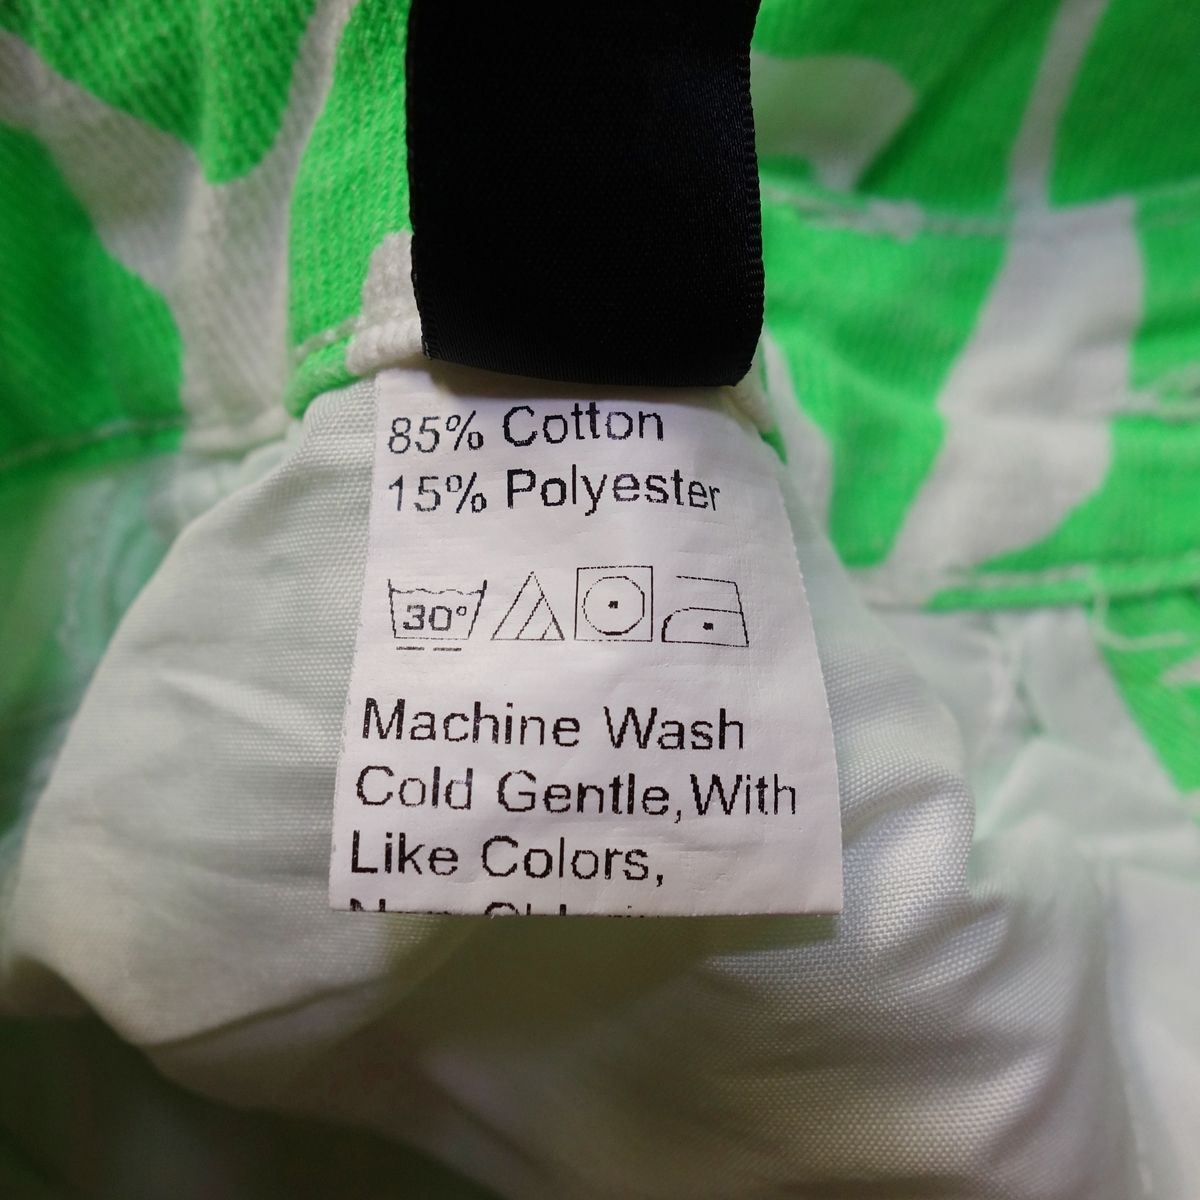 85% Cotton
15% Polyester
30°
Machine Wash
Cold Gentle, With
Like Colors,